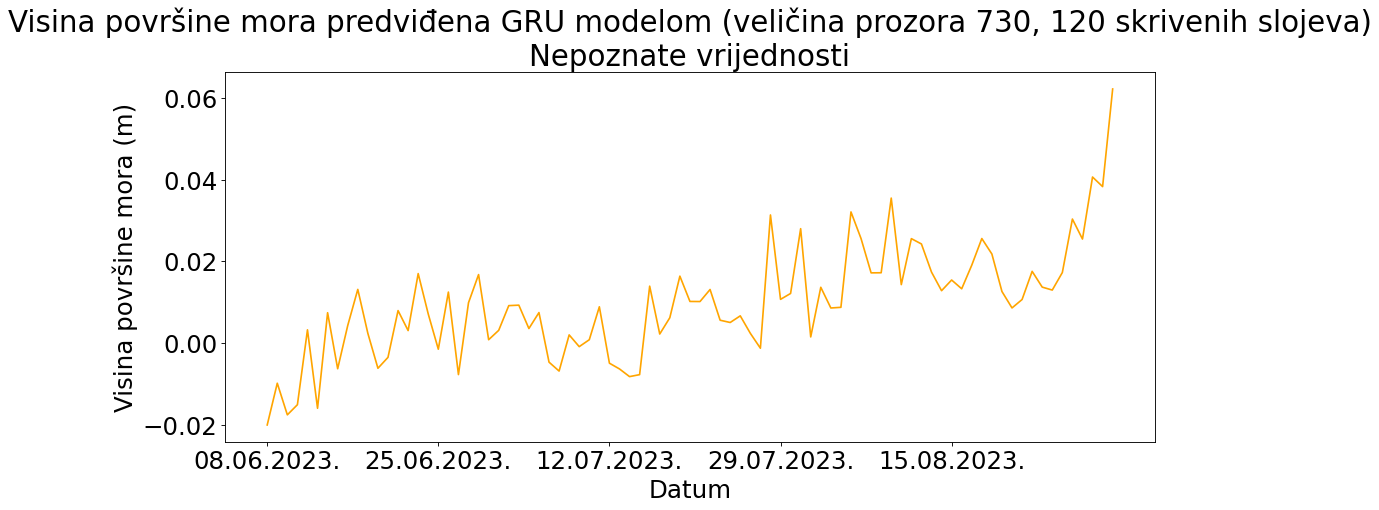 Visina površine mora predviđena GRU modelom (veličina prozora 730, 120 skrivenih slojeva)
Nepoznate vrijednosti
Visina površine mora (m)
0.06
0.04
0.02
0.00
−0.02
08.06.2023. 25.06.2023. 12.07.2023. 29.07.2023. 15.08.2023.
Datum